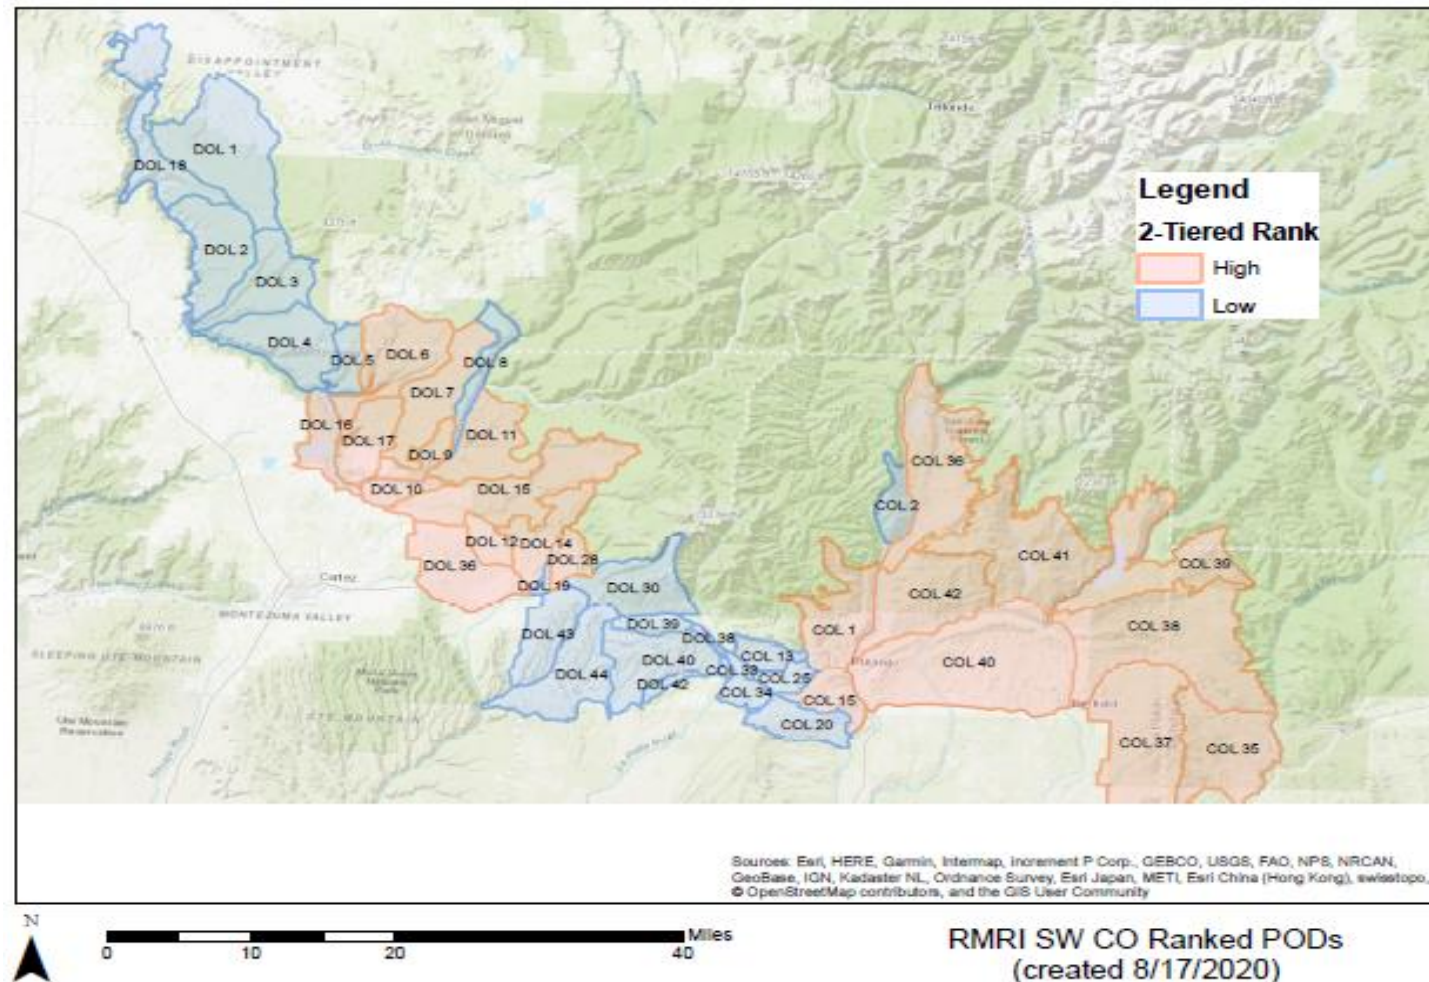 DISAPPOINTMENT
VALLEY
DOL 1
DOL 18
DOL 2
DOL 3
DOL 4
DOL 5
DOL 6
DOL 8
DOL 7
DOL 16
DOL 17
DOL 11
DOL 9
DOL 10
DOL 15
DOL 12
DOL 14
DOL 28
DOL 36
DOL 19
DOL 30
Cortez
MONTEZUMA VALLEY
SLEEPING UTE MOUNTAIN
UTE MOUNTAIN
Ute Mountain
Reservation
DOL 43
DOL 39
DOL 38
DOL 40
DOL 44
DOL 42
COL 13
COL 33
COL 25
COL 34
COL 15
COL 20
COL 36
COL 2
COL 41
COL 39
COL 42
COL 1
COL 38
COL 40
Durango
COL 37
COL 35
Legend
2-Tiered Rank
High
Low
Sources: Esri, HERE, Garmin, Intermap, increment P Corp., GEBCO, USGS, FAO, NPS, NRCAN,
GeoBase, IGN, Kadaster NL, Ordnance Survey, Esri Japan, METI, Esri China (Hong Kong), swisstopo,
© OpenStreetMap contributors, and the GIS User Community
N
Miles
0 10 20 40
RMRI SW CO Ranked PODs
(created 8/17/2020)